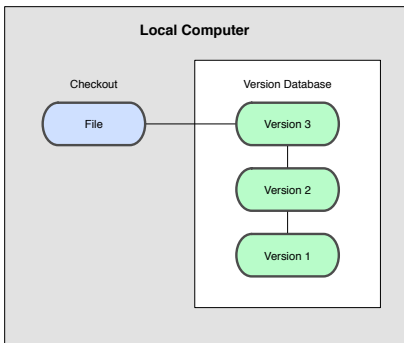 Local Computer
Checkout
Version Database
File
Version 3
Version 2
Version 1